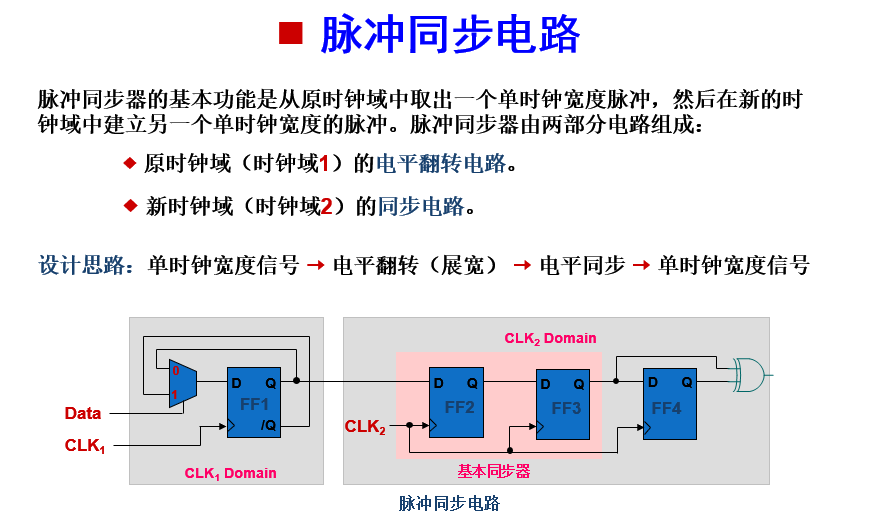 ■ 脉冲同步电路
脉冲同步器的基本功能是从原时钟域中取出一个单时钟宽度脉冲，然后在新的时
钟域中建立另一个单时钟宽度的脉冲。脉冲同步器由两部分电路组成：
◆ 原时钟域（时钟域1）的电平翻转电路。
◆ 新时钟域（时钟域2）的同步电路。
设计思路：单时钟宽度信号 → 电平翻转（展宽） → 电平同步 → 单时钟宽度信号
CLK₂ Domain
0
1
D Q
FF1
/Q
D Q
FF2
D Q
FF3
D Q
FF4
Data
CLK₁
CLK₂
CLK₁ Domain
基本同步器
脉冲同步电路